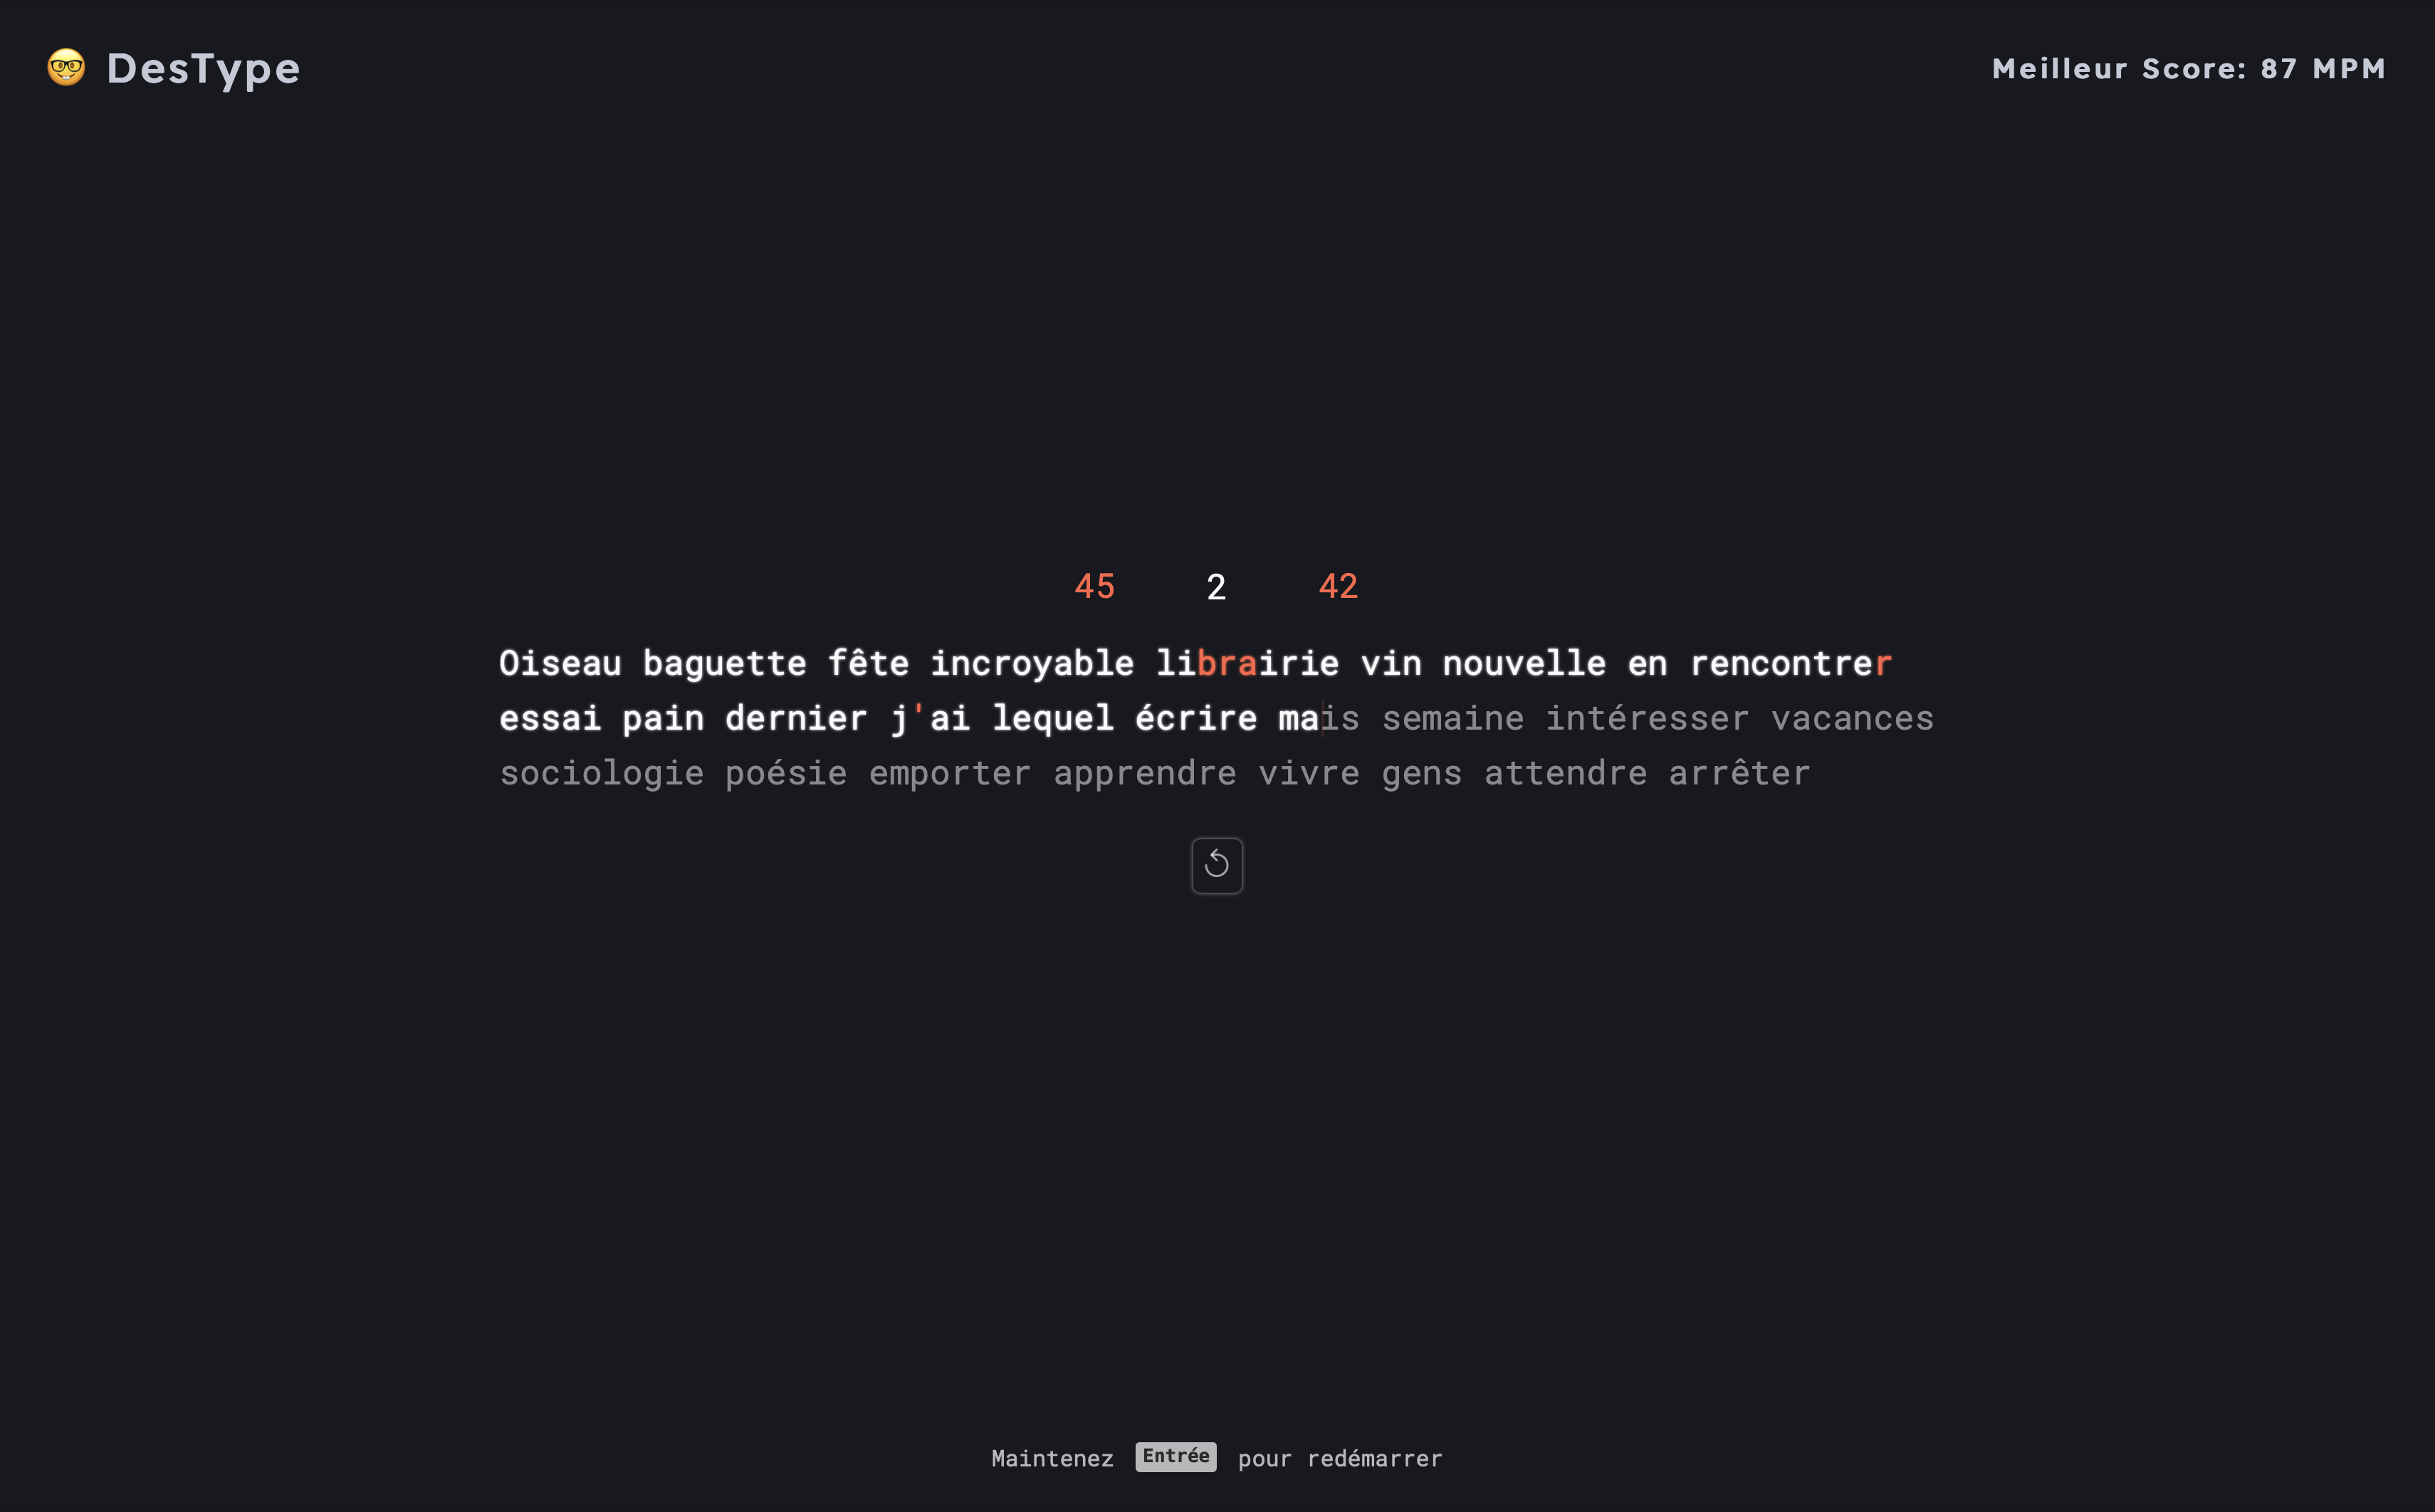 DesType
Meilleur Score: 87 MPM
45 2 42
Oiseau baguette fête incroyable librairie vin nouvelle en rencontrer
essai pain dernier j'ai lequel écrire mais semaine intéresser vacances
sociologie poésie emporter apprendre vivre gens attendre arrêter
Maintenez Entrée pour redémarrer